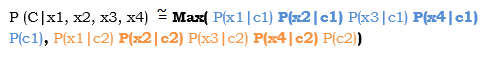 P (C|x1, x2, x3, x4) ≅ Max( P(x1|c1) P(x2|c1) P(x3|c1) P(x4|c1)
P(c1), P(x1|c2) P(x2|c2) P(x3|c2) P(x4|c2) P(c2))